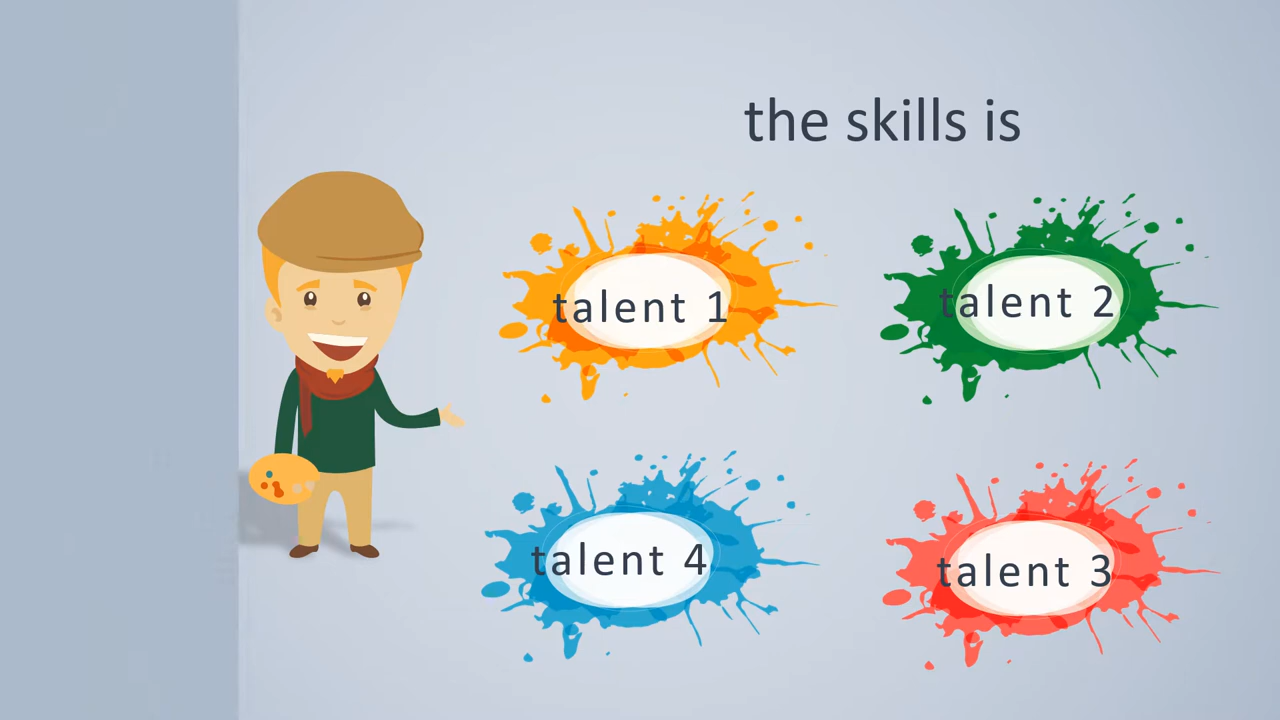 the skills is
talent 1
talent 2
talent 4
talent 3